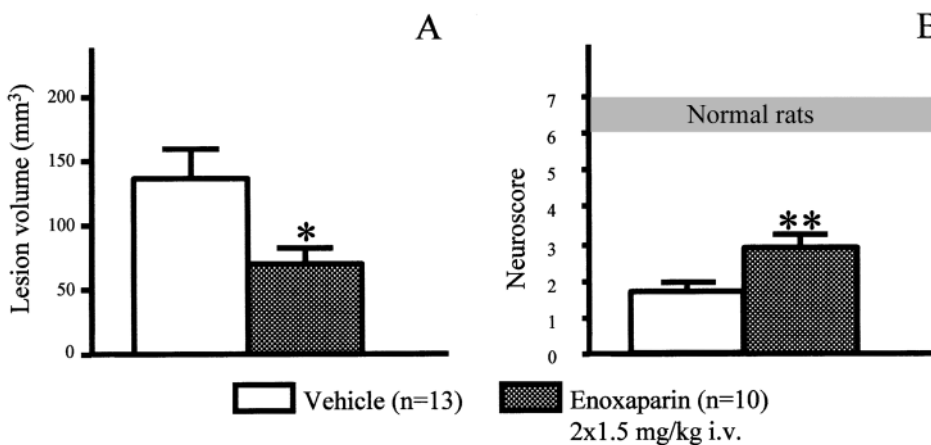 A
Lesion volume (mm³)
200
150
100
50
0
*
B
Neuroscore
7
6
5
4
3
2
1
0
Normal rats
**
Vehicle (n=13)
Enoxaparin (n=10)
2x1.5 mg/kg i.v.